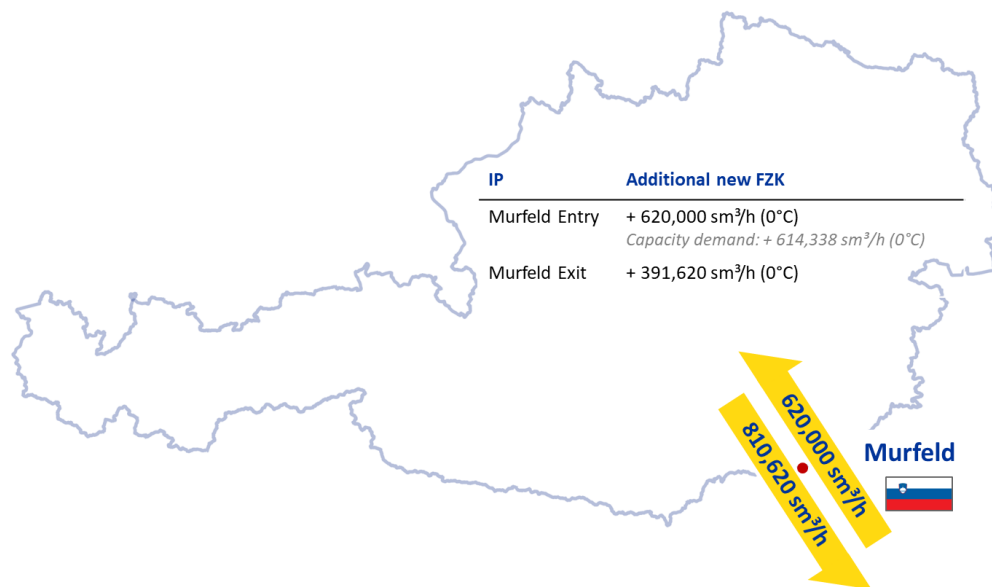 IP Additional new FZK
Murfeld Entry + 620,000 sm³/h (0°C)
Capacity demand: + 614,338 sm³/h (0°C)
Murfeld Exit + 391,620 sm³/h (0°C)
620,000 sm³/h
810,620 sm³/h
Murfeld